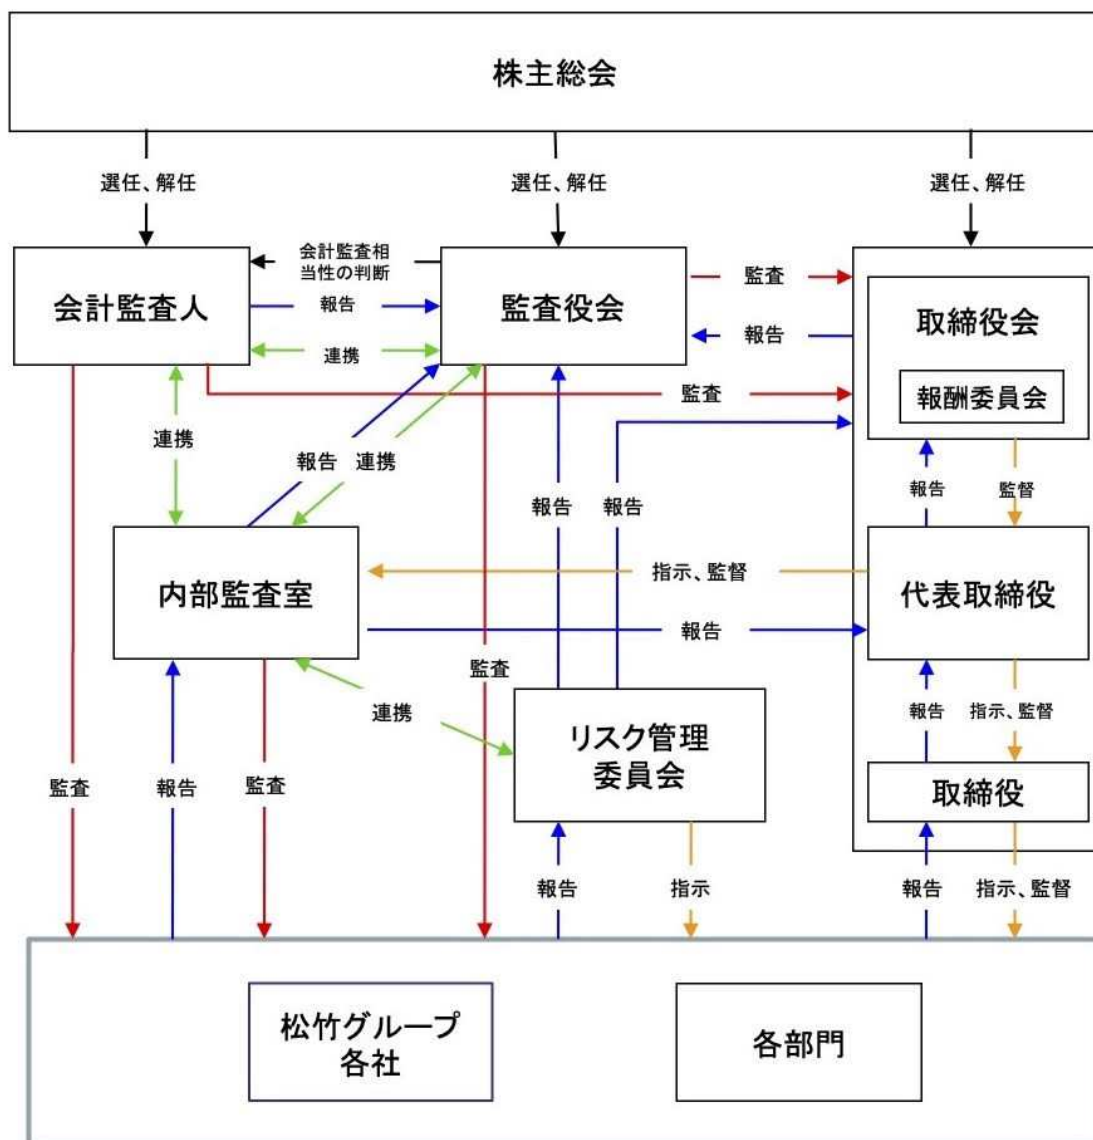 株主総会
選任、解任
選任、解任
選任、解任
会計監査人
会計監査相
当性の判断
報告
連携
監査役会
監査
報告
監査
取締役会
報酬委員会
連携
報告
連携
報告
報告
報告
監督
内部監査室
指示、監督
報告
代表取締役
監査
連携
リスク管理
委員会
報告
指示、監督
取締役
監査
報告
監査
報告
指示
報告
指示、監督
松竹グループ
各社
各部門